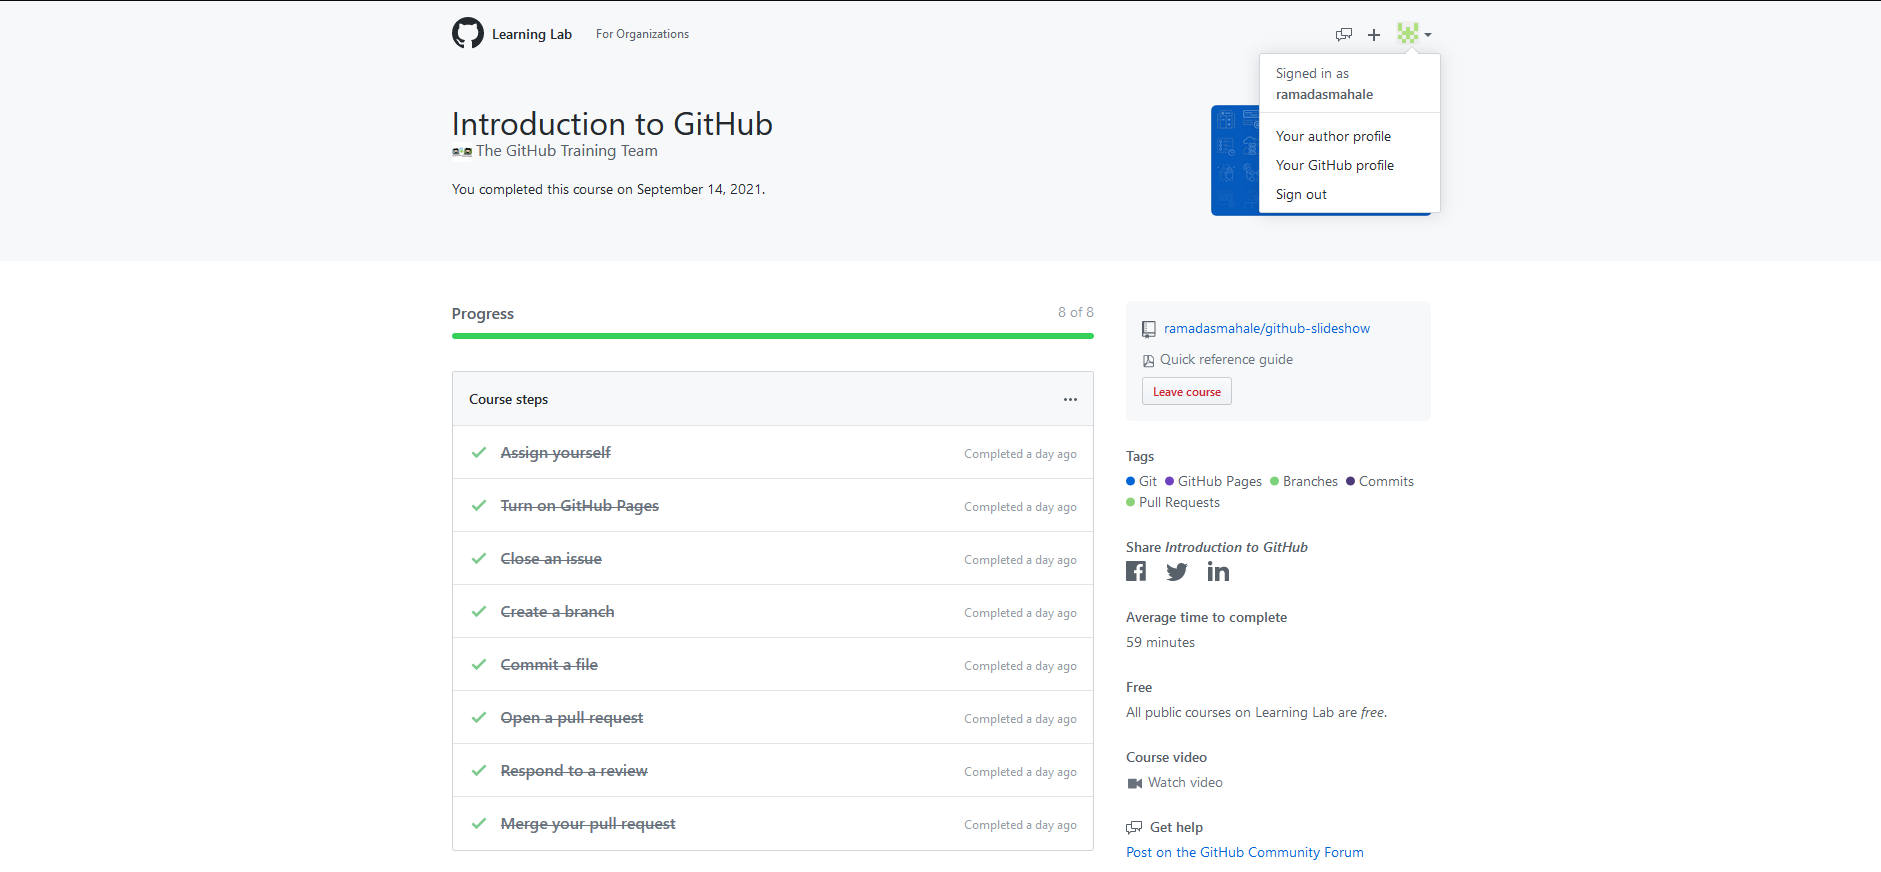 Learning Lab
For Organizations
Signed in as
ramadasmahale
Your author profile
Your GitHub profile
Sign out
Introduction to GitHub
The GitHub Training Team
You completed this course on September 14, 2021.
Progress
8 of 8
Course steps
Assign yourself
Completed a day ago
Turn on GitHub Pages
Completed a day ago
Close an issue
Completed a day ago
Create a branch
Completed a day ago
Commit a file
Completed a day ago
Open a pull request
Completed a day ago
Respond to a review
Completed a day ago
Merge your pull request
Completed a day ago
ramadasmahale/github-slideshow
Quick reference guide
Leave course
Tags
Git GitHub Pages Branches Commits
Pull Requests
Share Introduction to GitHub
Average time to complete
59 minutes
Free
All public courses on Learning Lab are free.
Course video
Watch video
Get help
Post on the GitHub Community Forum